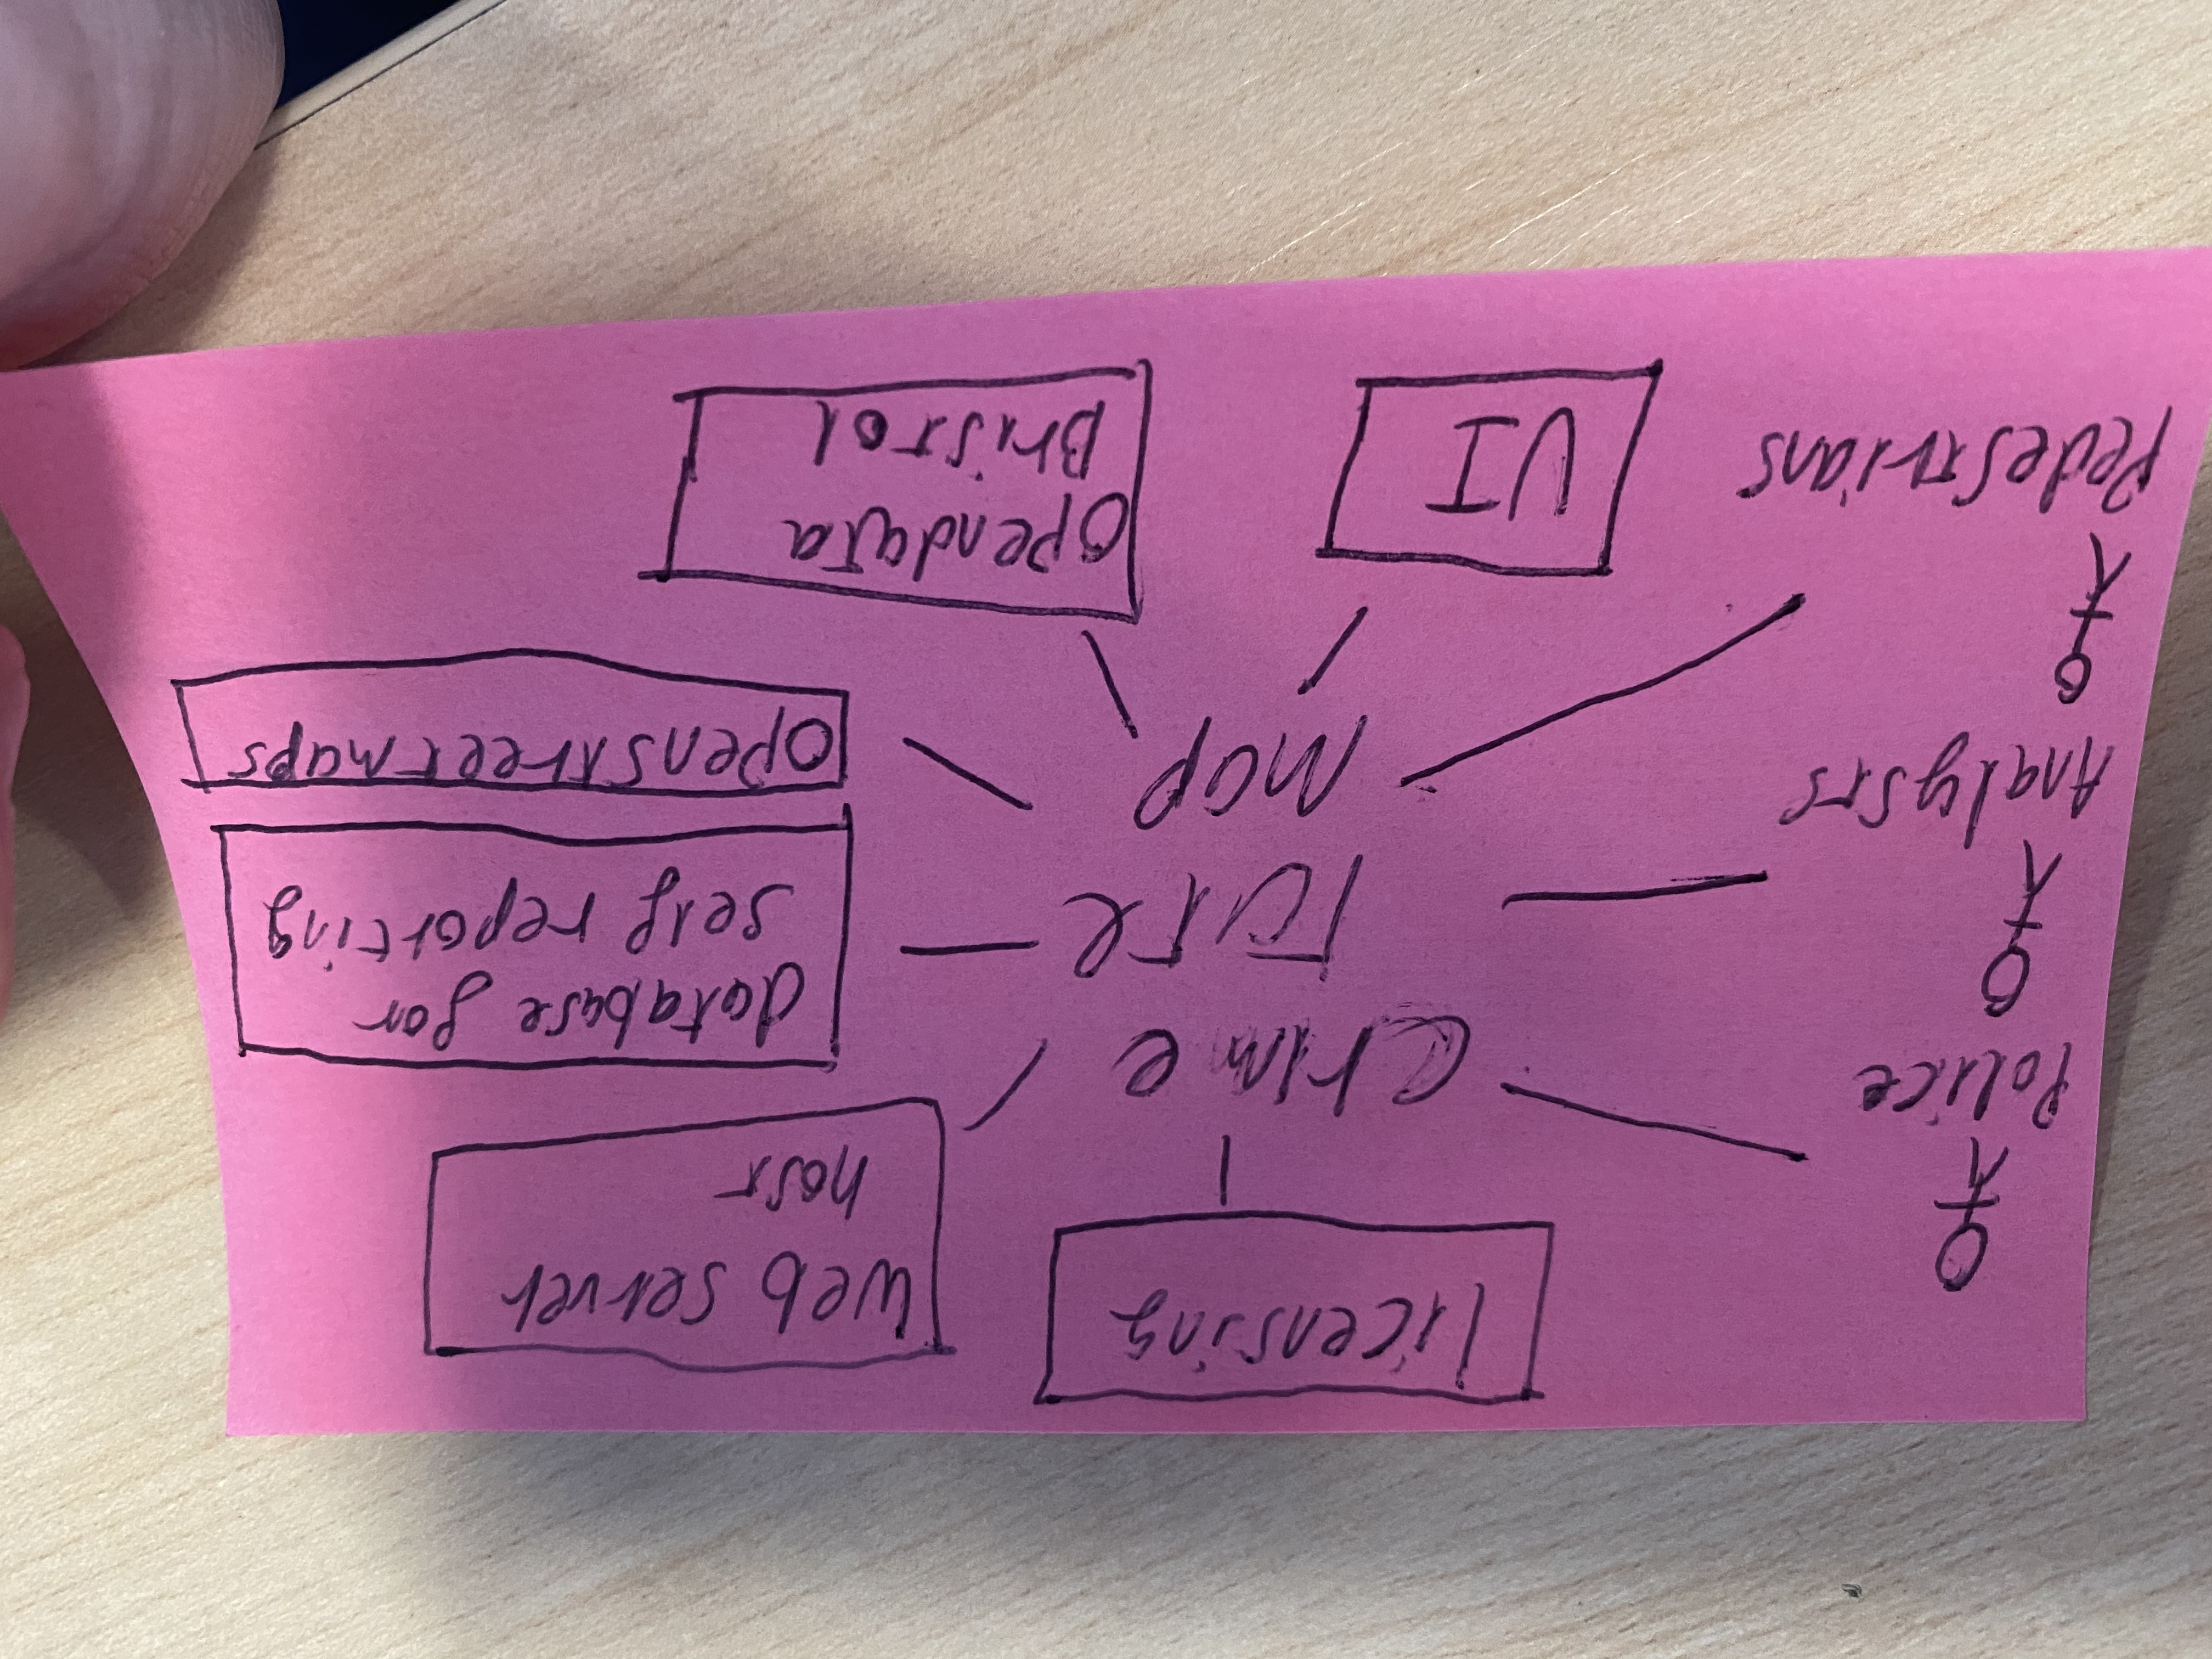 licensing
Web server
host
Police
Crime
rate
map
database for
self reporting
Analysts
openstreetmaps
Pedestrians
UI
opendata
Bristol